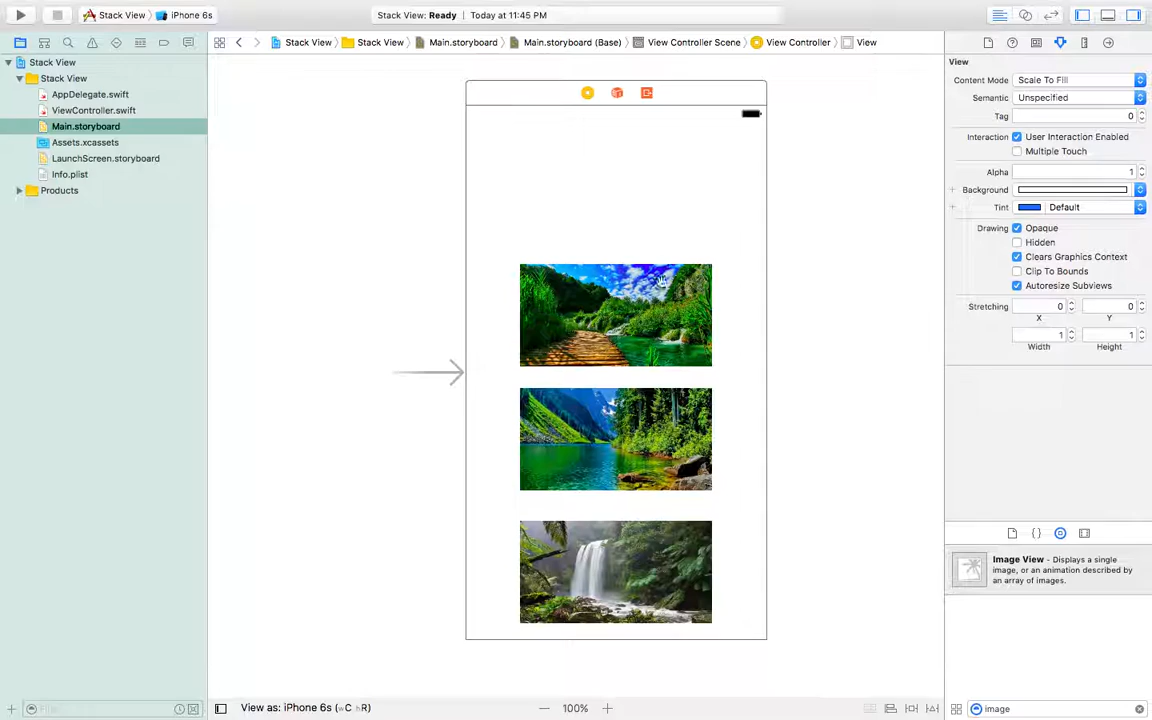 Stack View iPhone 6s
Stack View: Ready Today at 11:45 PM
Stack View Stack View Main.storyboard Main.storyboard (Base) View Controller Scene View Controller View
Stack View
Stack View
AppDelegate.swift
ViewController.swift
Main.storyboard
Assets.xcassets
LaunchScreen.storyboard
Info.plist
Products
View
Content Mode Scale To Fill
Semantic Unspecified
Tag 0
Interaction User Interaction Enabled
Multiple Touch
Alpha 1
Background
Tint Default
Drawing Opaque
Hidden
Clears Graphics Context
Clip To Bounds
Autoresize Subviews
Stretching 0 0
X Y
1 1
Width Height
Image View - Displays a single
image, or an animation described by
an array of images.
Filter
View as: iPhone 6s (wC hR)
100%
image